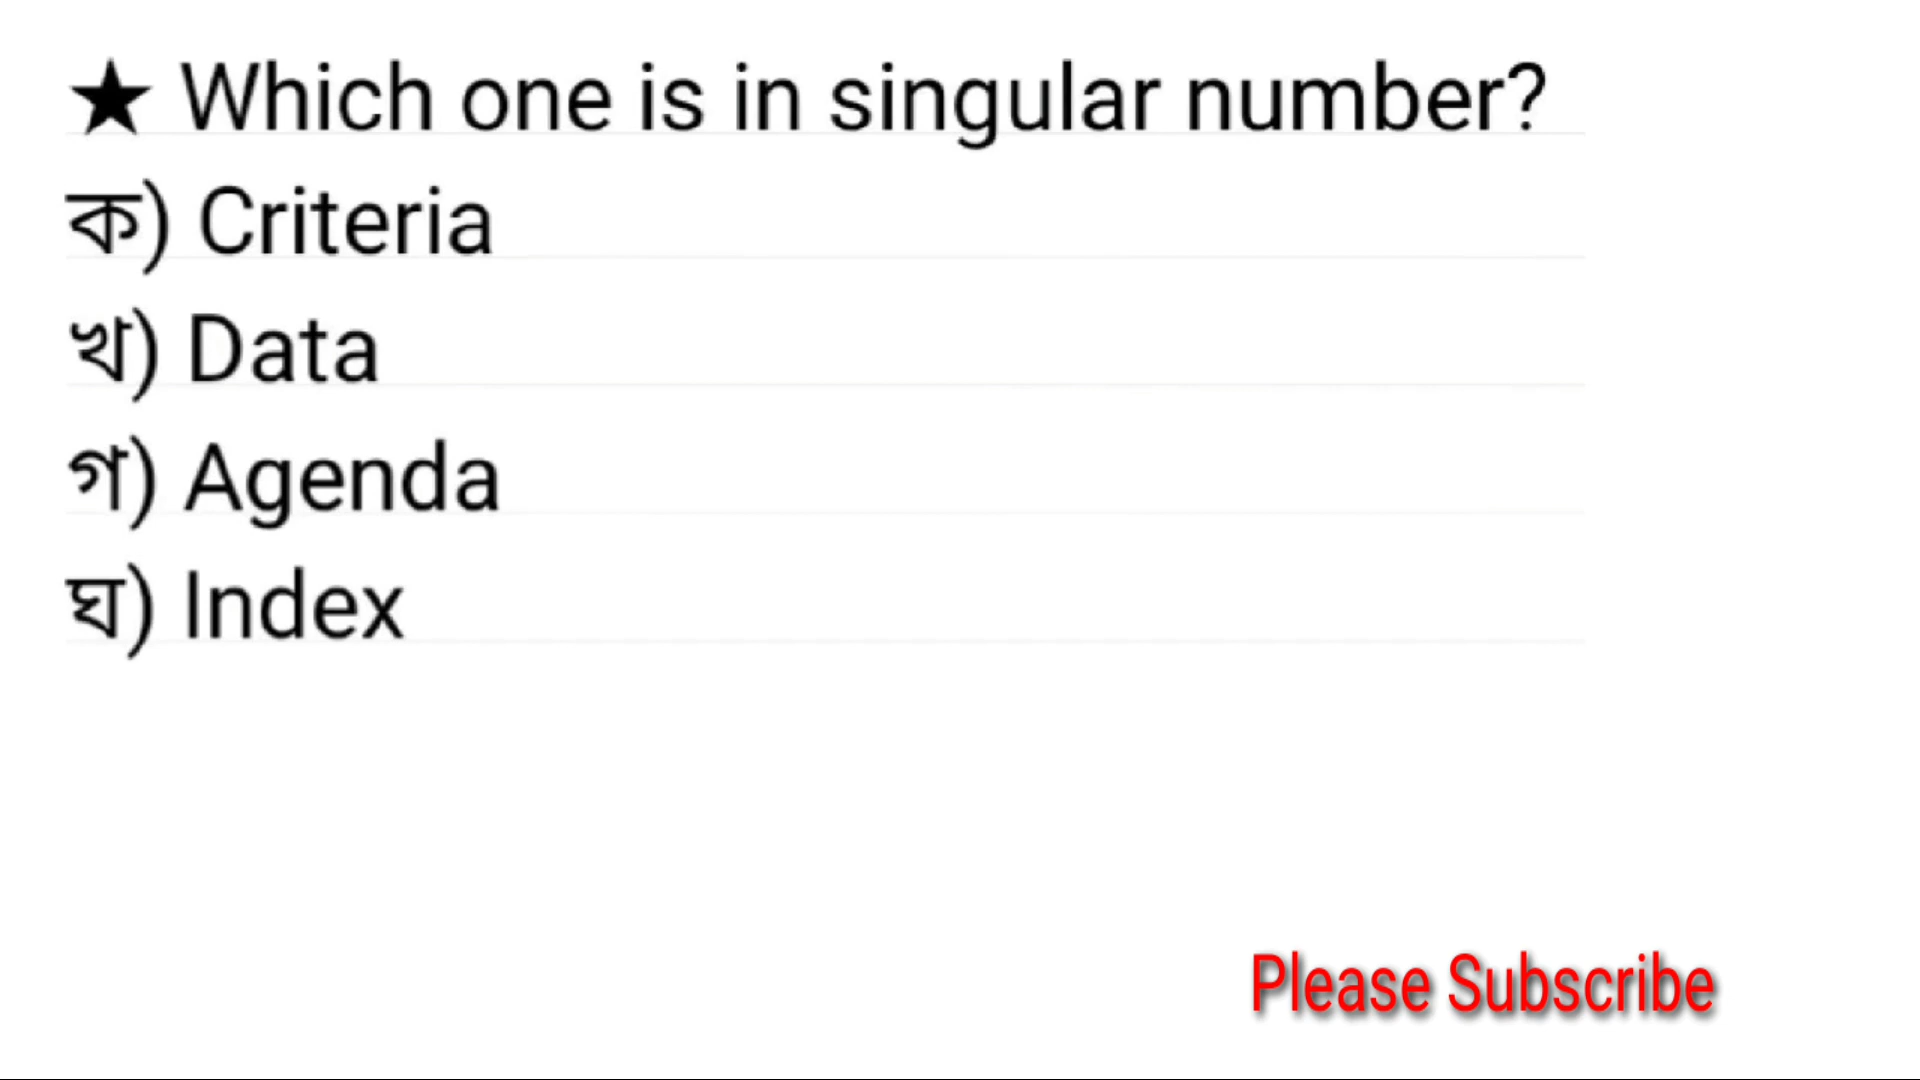 ★ Which one is in singular number?
ক) Criteria
খ) Data
গ) Agenda
ঘ) Index
Please Subscribe